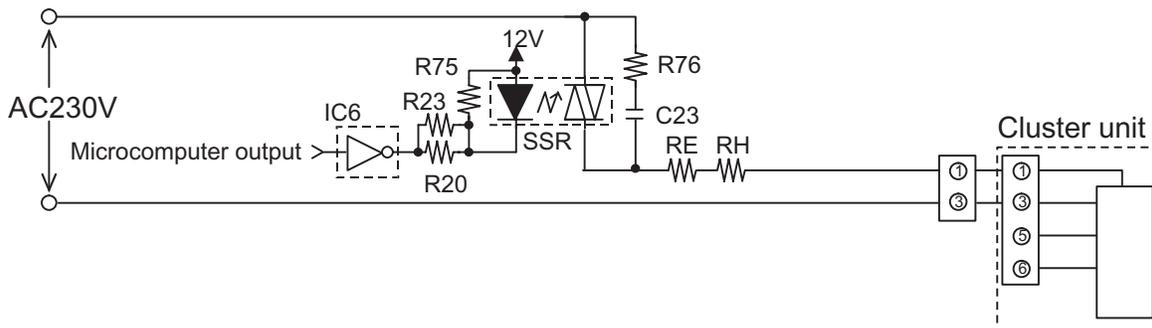 12V
R75
R76
AC230V
R23
IC6
C23
SSR
Cluster unit
Microcomputer output
RE
RH
R20
1
1
3
3
5
6